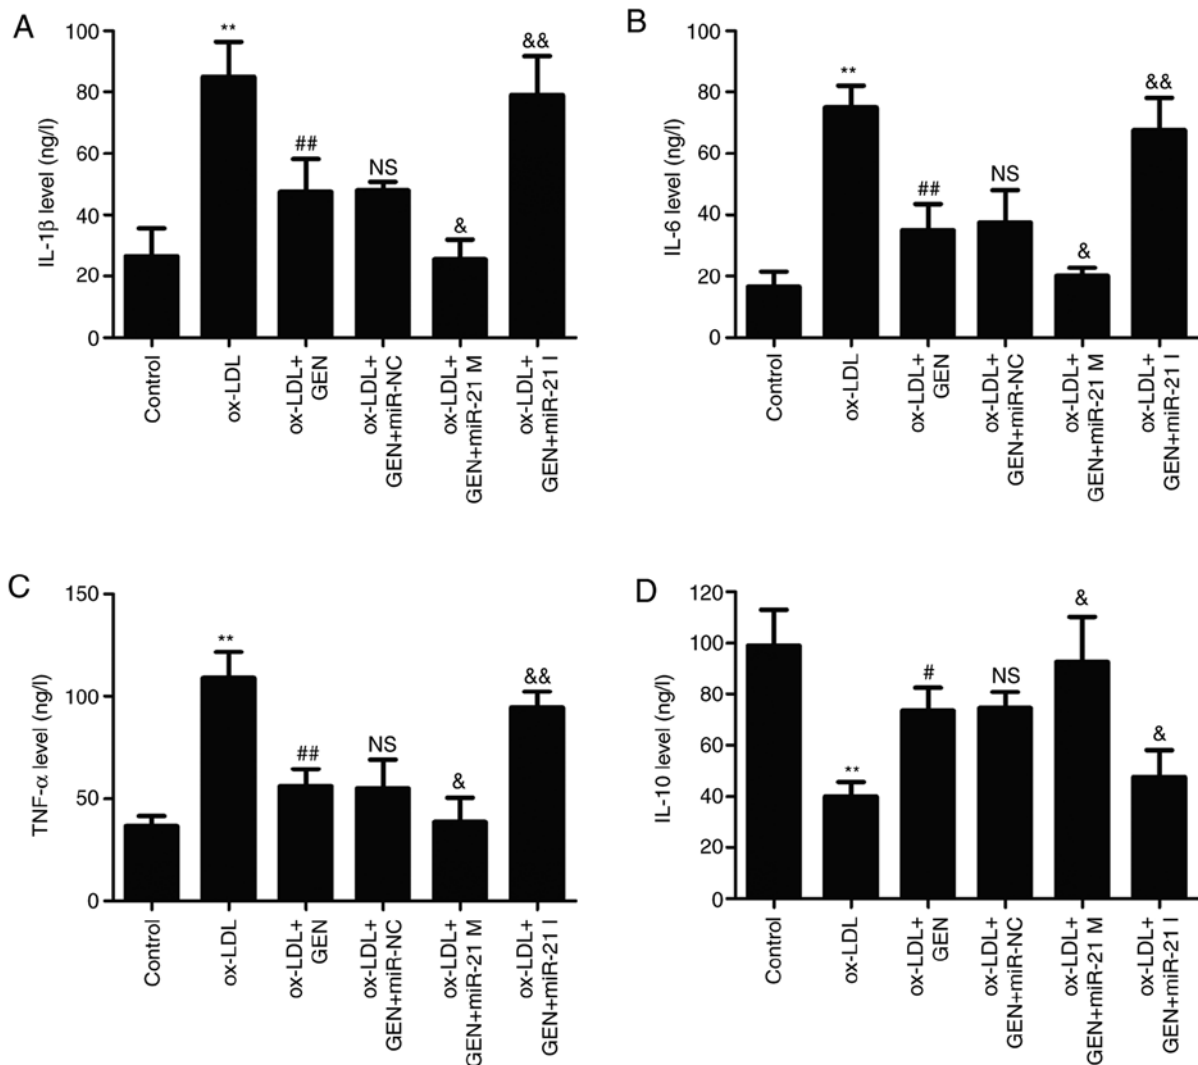 A
IL-1β level (ng/l)
100
80
60
40
20
0
**
##
NS
&
&&
Control
ox-LDL
ox-LDL+
GEN
ox-LDL+
GEN+miR-NC
ox-LDL+
GEN+miR-21 M
ox-LDL+
GEN+miR-21 I
B
IL-6 level (ng/l)
100
80
60
40
20
0
**
##
NS
&
&&
Control
ox-LDL
ox-LDL+
GEN
ox-LDL+
GEN+miR-NC
ox-LDL+
GEN+miR-21 M
ox-LDL+
GEN+miR-21 I
C
TNF-α level (ng/l)
150
100
50
0
**
##
NS
&
&&
Control
ox-LDL
ox-LDL+
GEN
ox-LDL+
GEN+miR-NC
ox-LDL+
GEN+miR-21 M
ox-LDL+
GEN+miR-21 I
D
IL-10 level (ng/l)
120
100
80
60
40
20
0
**
#
NS
&
&
Control
ox-LDL
ox-LDL+
GEN
ox-LDL+
GEN+miR-NC
ox-LDL+
GEN+miR-21 M
ox-LDL+
GEN+miR-21 I